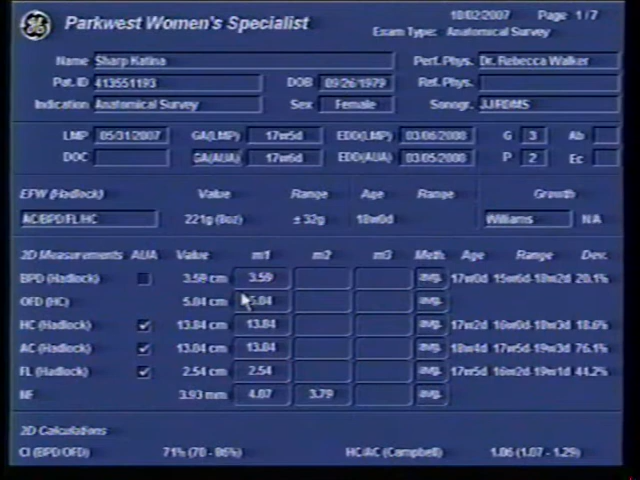 10/02/2007 Page 1/7
Parkwest Women's Specialist
Exam Type: Anatomical Survey
Name Sharp Katina Perf. Phys. Dr. Rebecca Walker
Pat. ID 413551193 DOB 09/26/1979 Ref. Phys.
Indication Anatomical Survey Sex Female Sonogr. JJ/RDMS
LMP 05/31/2007 GA(LMP) 17w5d EDD(LMP) 03/06/2008 G 3 Ab
DOC GA(AUA) 17w6d EDD(AUA) 03/05/2008 P 2 Ec
EFW (Hadlock) Value Range Age Range Growth
AC/BPD/FL/HC 221g (8oz) ± 32g 18w0d Williams N/A
2D Measurements AUA Value m1 m2 m3 Meth. Age Range Dev.
BPD (Hadlock) 3.59 cm 3.59 avg. 17w0d 15w6d-18w2d 20.1%
OFD (HC) 5.04 cm 5.04 avg.
HC (Hadlock) 13.84 cm 13.84 avg. 17w2d 16w0d-18w3d 18.6%
AC (Hadlock) 13.04 cm 13.04 avg. 18w4d 17w5d-19w3d 76.1%
FL (Hadlock) 2.54 cm 2.54 avg. 17w5d 16w2d-19w1d 44.2%
NF 3.93 mm 4.07 3.79 avg.
2D Calculations
CI (BPD/OFD) 71% (70 - 86%) HC/AC (Campbell) 1.06 (1.07 - 1.29)